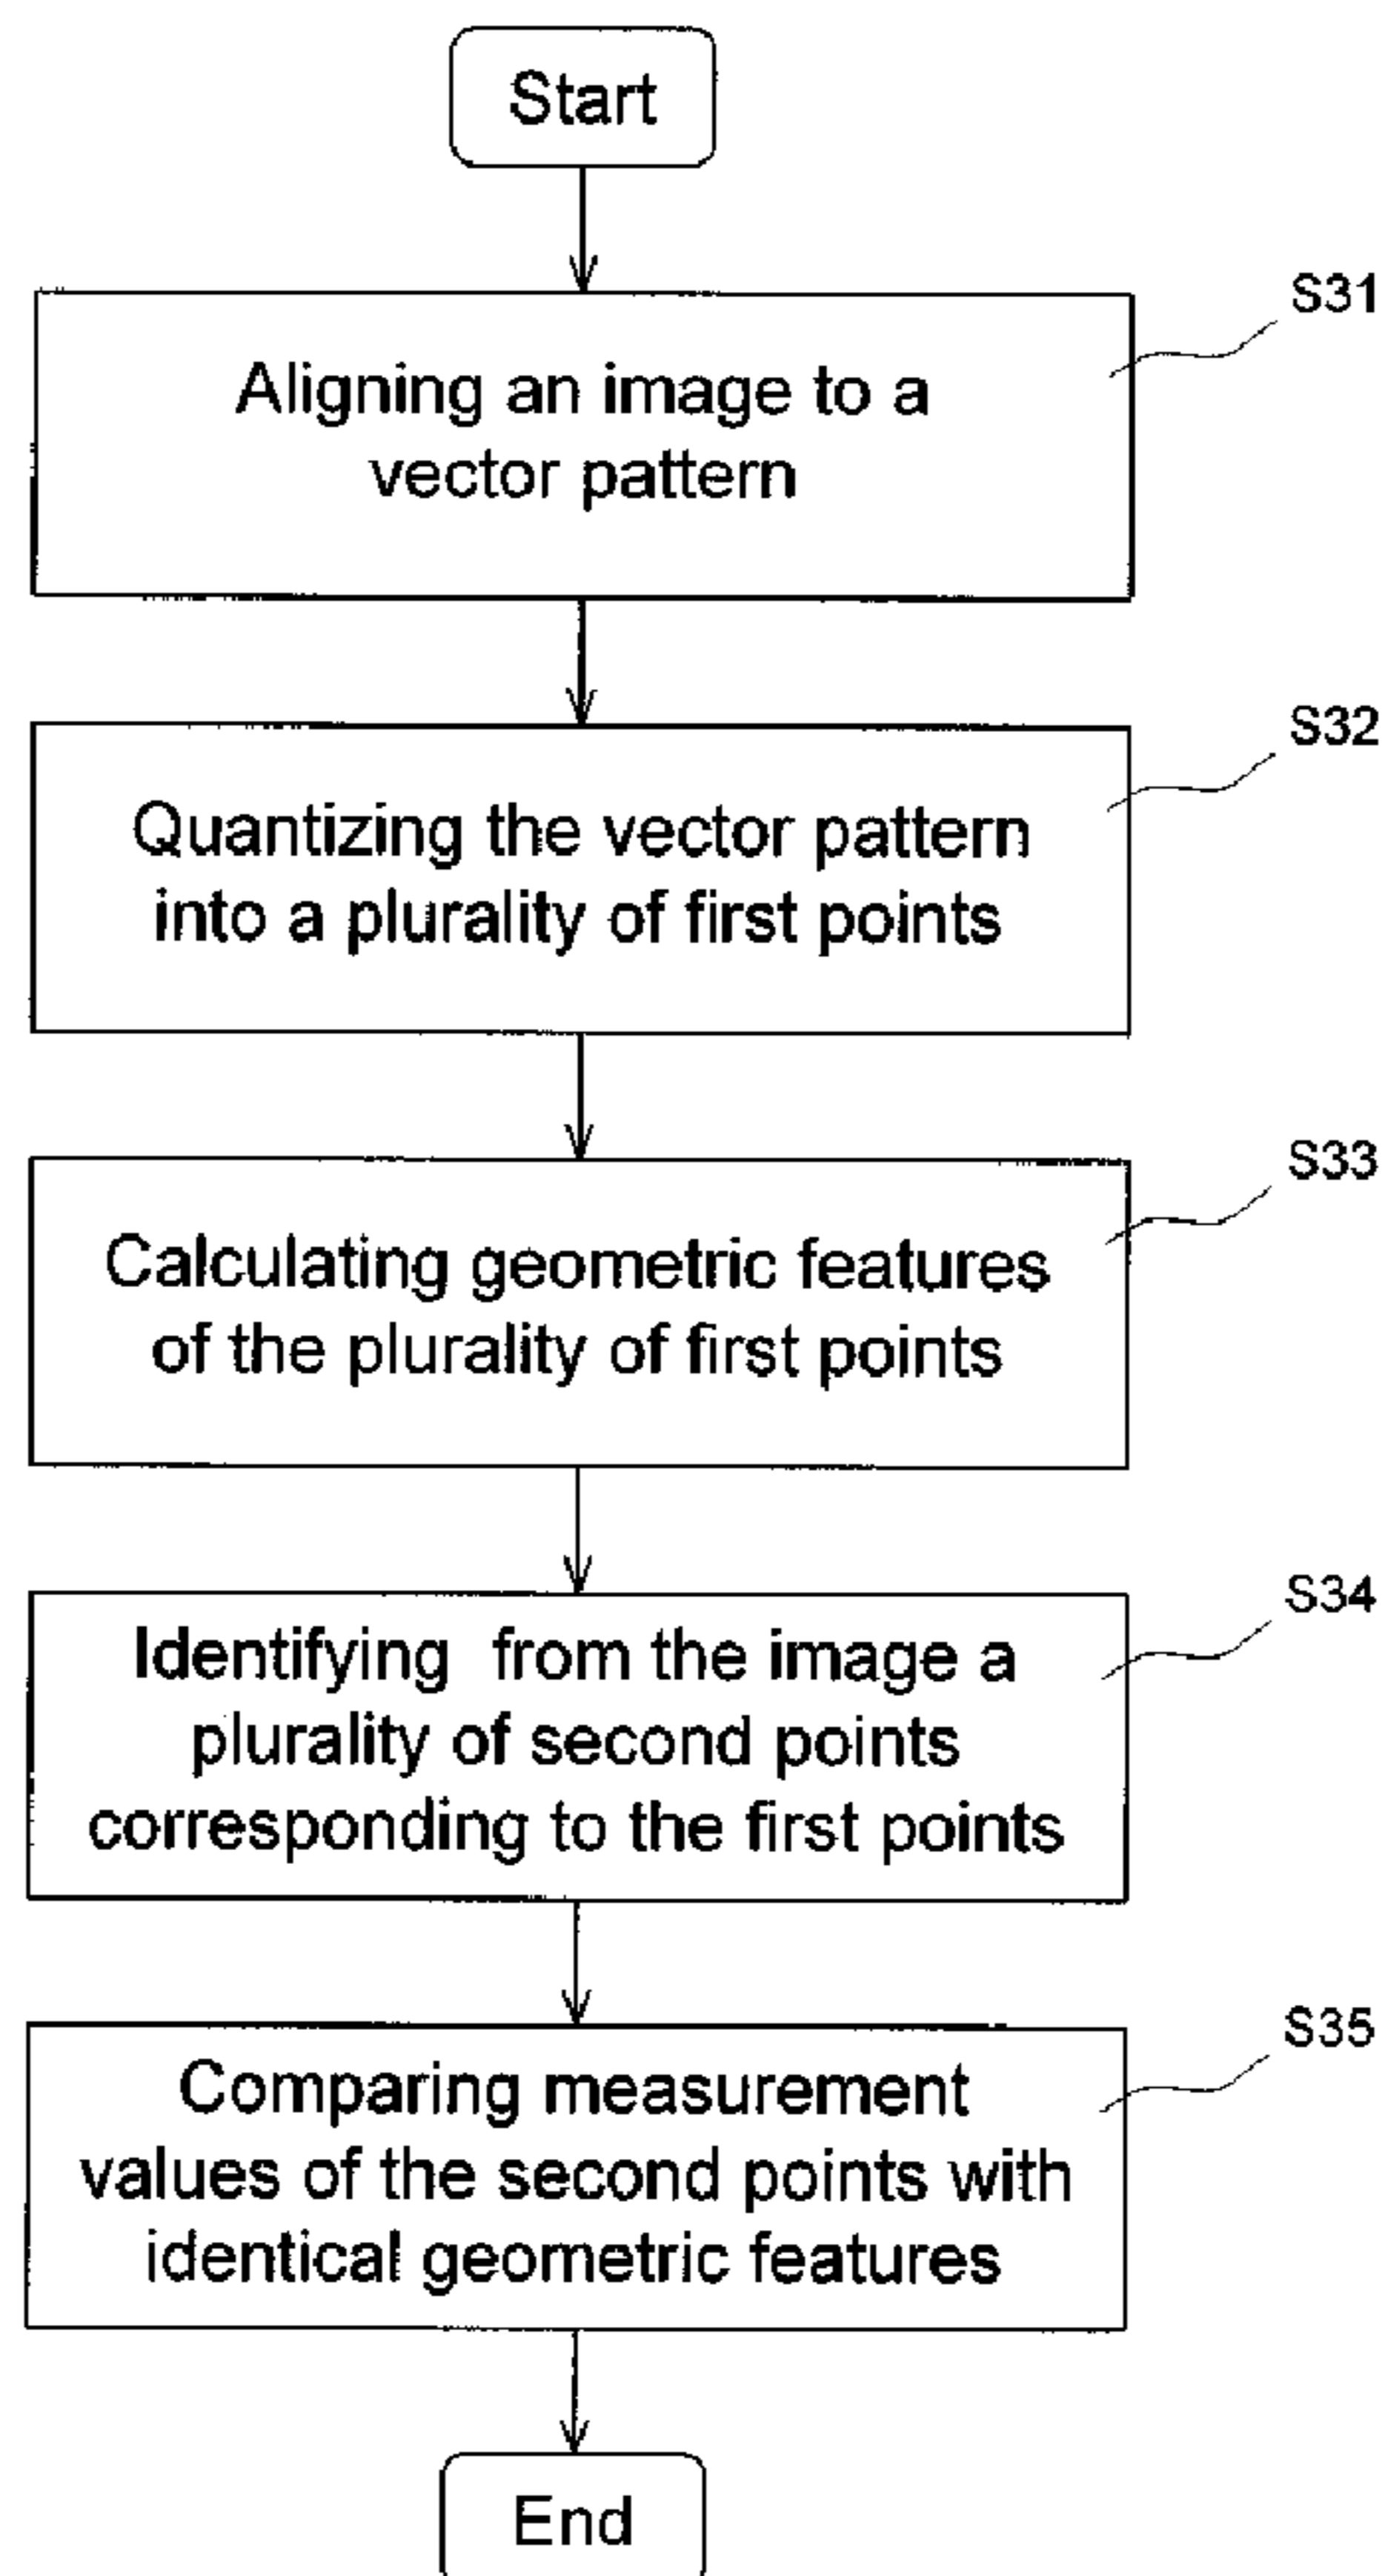 Start
S31
Aligning an image to a
vector pattern
S32
Quantizing the vector pattern
into a plurality of first points
S33
Calculating geometric features
of the plurality of first points
S34
Identifying from the image a
plurality of second points
corresponding to the first points
S35
Comparing measurement
values of the second points with
identical geometric features
End